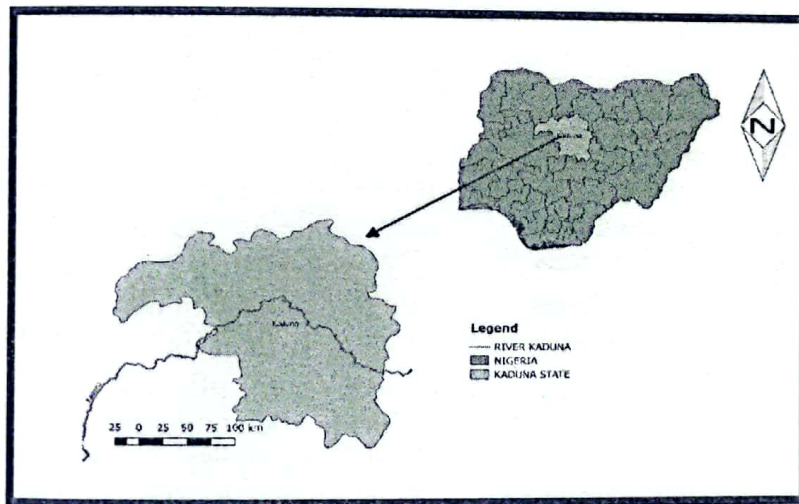 N
Kaduna
Legend
RIVER KADUNA
NIGERIA
KADUNA STATE
25 0 25 50 75 100 km